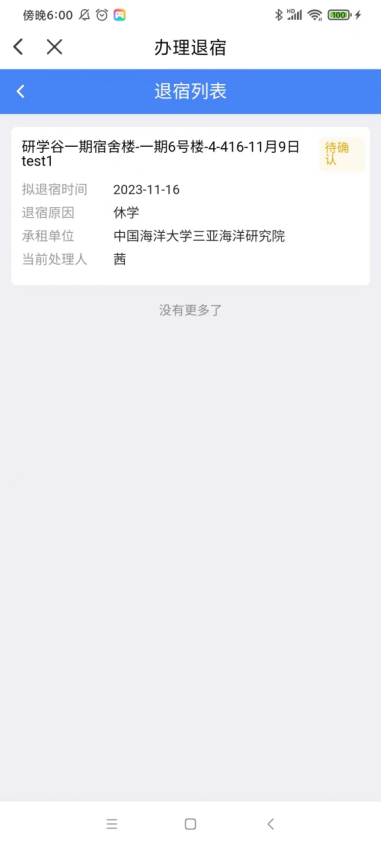 傍晚6:00
100
办理退宿
退宿列表
研学谷一期宿舍楼-一期6号楼-4-416-11月9日
test1
待确
认
拟退宿时间 2023-11-16
退宿原因 休学
承租单位 中国海洋大学三亚海洋研究院
当前处理人 茜
没有更多了